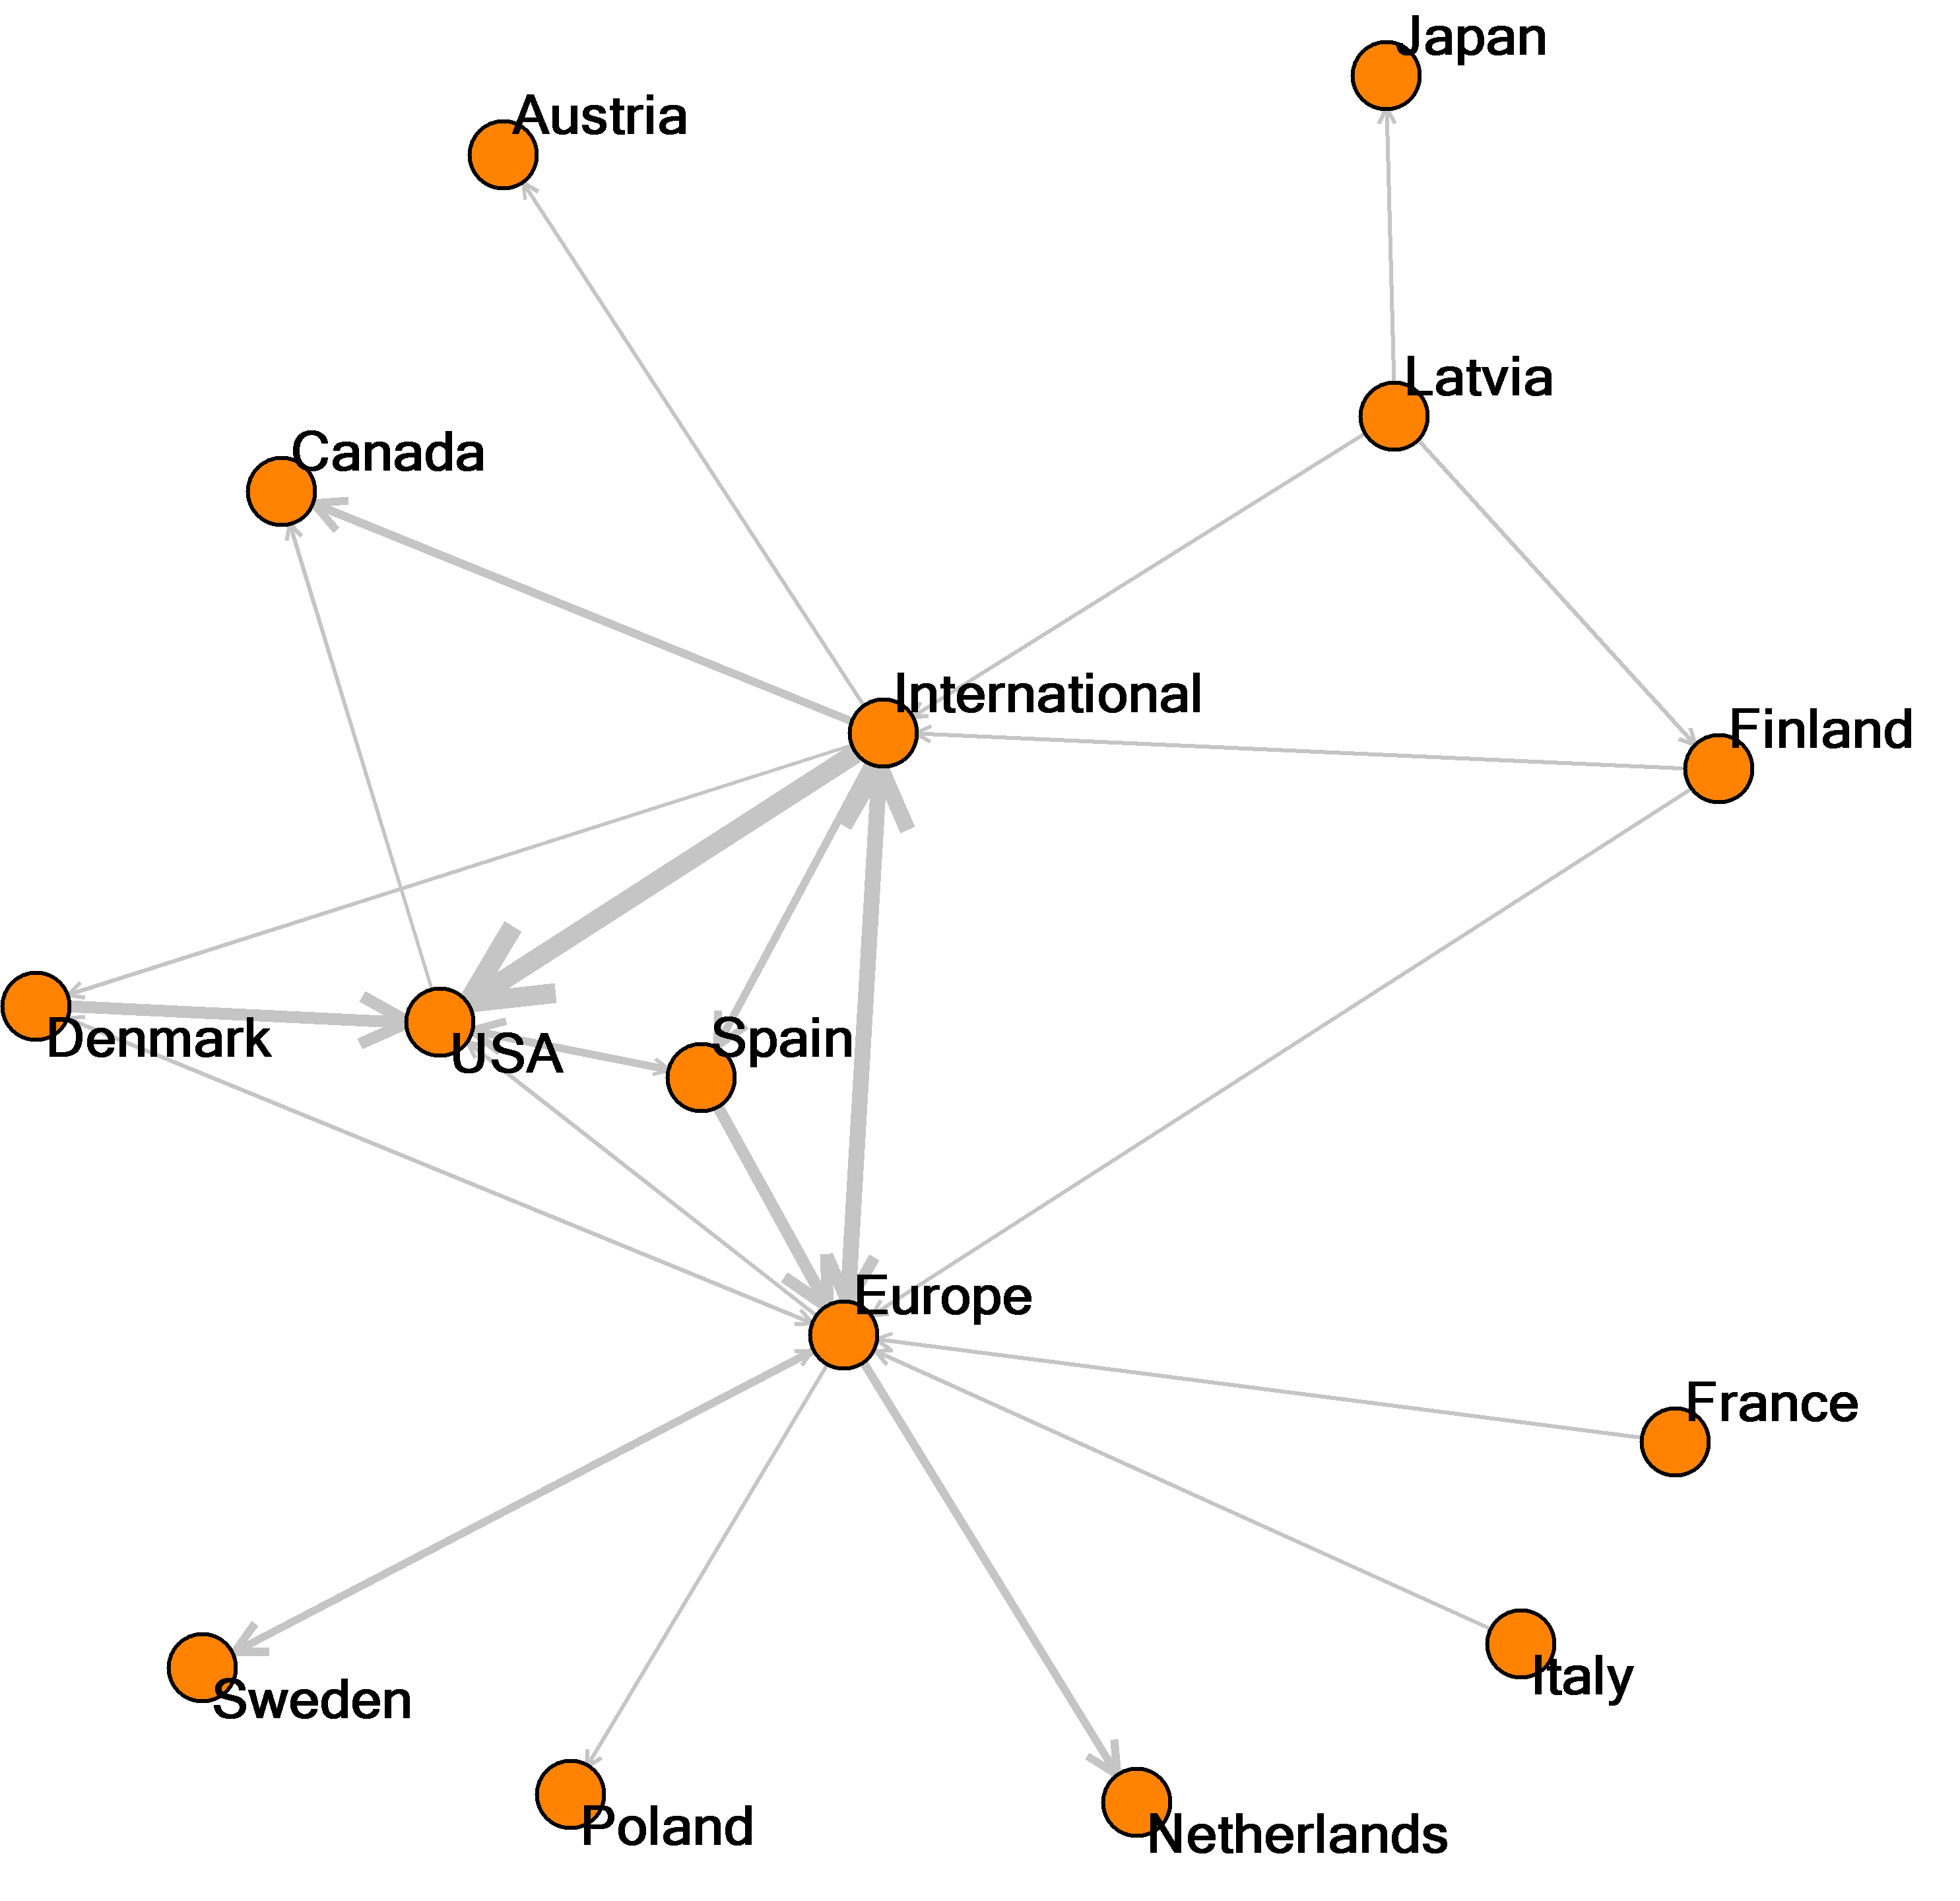 Japan
Austria
Latvia
Canada
International
Finland
Denmark
USA
Spain
Europe
France
Italy
Sweden
Poland
Netherlands